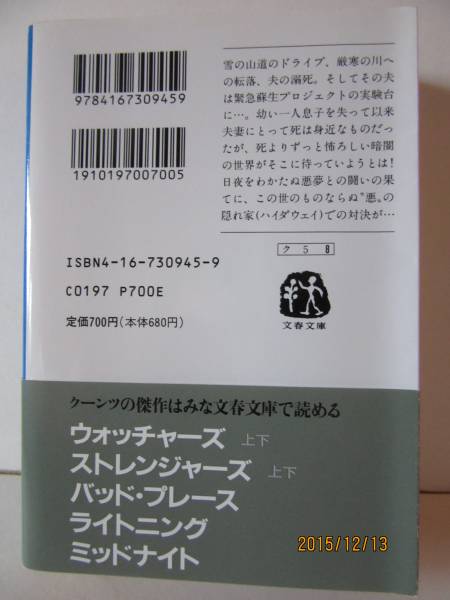 9784167309459
1910197007005
雪の山道のドライブ、厳寒の川へ
の転落、夫の溺死。そしてその夫
は緊急蘇生プロジェクトの実験台
に…。幼い一人息子を失って以来
夫妻にとって死は身近なものだっ
たが、死よりずっと怖ろしい暗闇
の世界がそこに待っていようとは!
日夜をわかたぬ悪夢との闘いの果
てに、この世のものならぬ〝悪〟の
隠れ家(ハイダウェイ)での対決が…
ク 5 8
文春文庫
ISBN4-16-730945-9
C0197 P700E
定価700円(本体680円)
クーンツの傑作はみな文春文庫で読める
ウォッチャーズ 上下
ストレンジャーズ 上下
バッド・プレース
ライトニング
ミッドナイト
2015/12/13